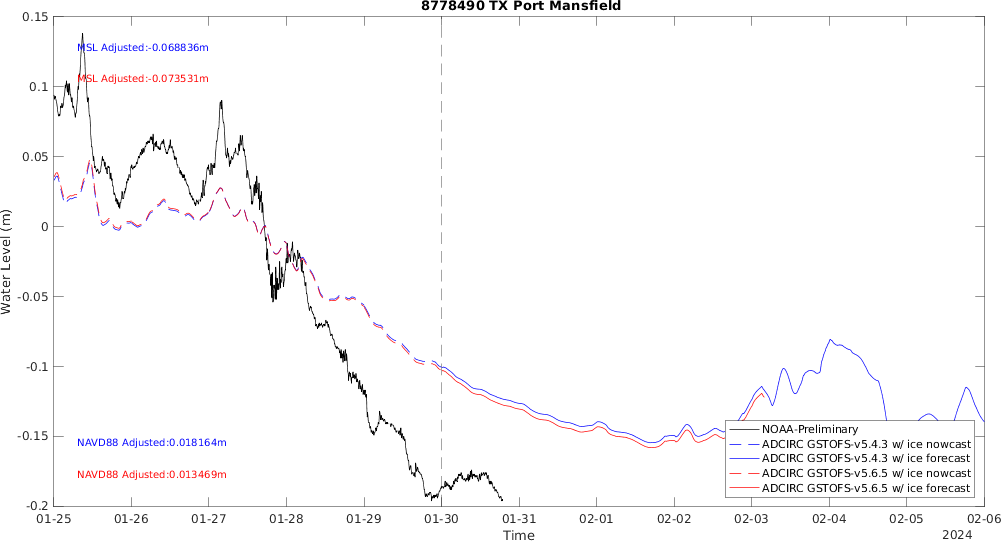 8778490 TX Port Mansfield
0.15
0.1
0.05
0
-0.05
-0.1
-0.15
-0.2
Water Level (m)
MSL Adjusted:-0.068836m
MSL Adjusted:-0.073531m
NAVD88 Adjusted:0.018164m
NAVD88 Adjusted:0.013469m
NOAA-Preliminary
ADCIRC GSTOFS-v5.4.3 w/ ice nowcast
ADCIRC GSTOFS-v5.4.3 w/ ice forecast
ADCIRC GSTOFS-v5.6.5 w/ ice nowcast
ADCIRC GSTOFS-v5.6.5 w/ ice forecast
01-25 01-26 01-27 01-28 01-29 01-30 01-31 02-01 02-02 02-03 02-04 02-05 02-06
Time
2024